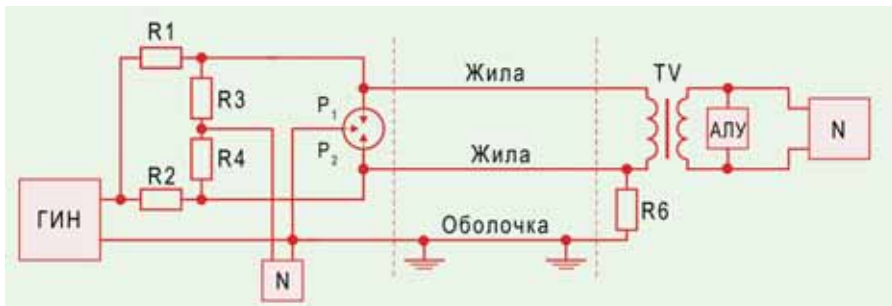 R1
R3
R4
R2
ГИН
N
P1
P2
Жила
Жила
Оболочка
TV
АЛУ
N
R6